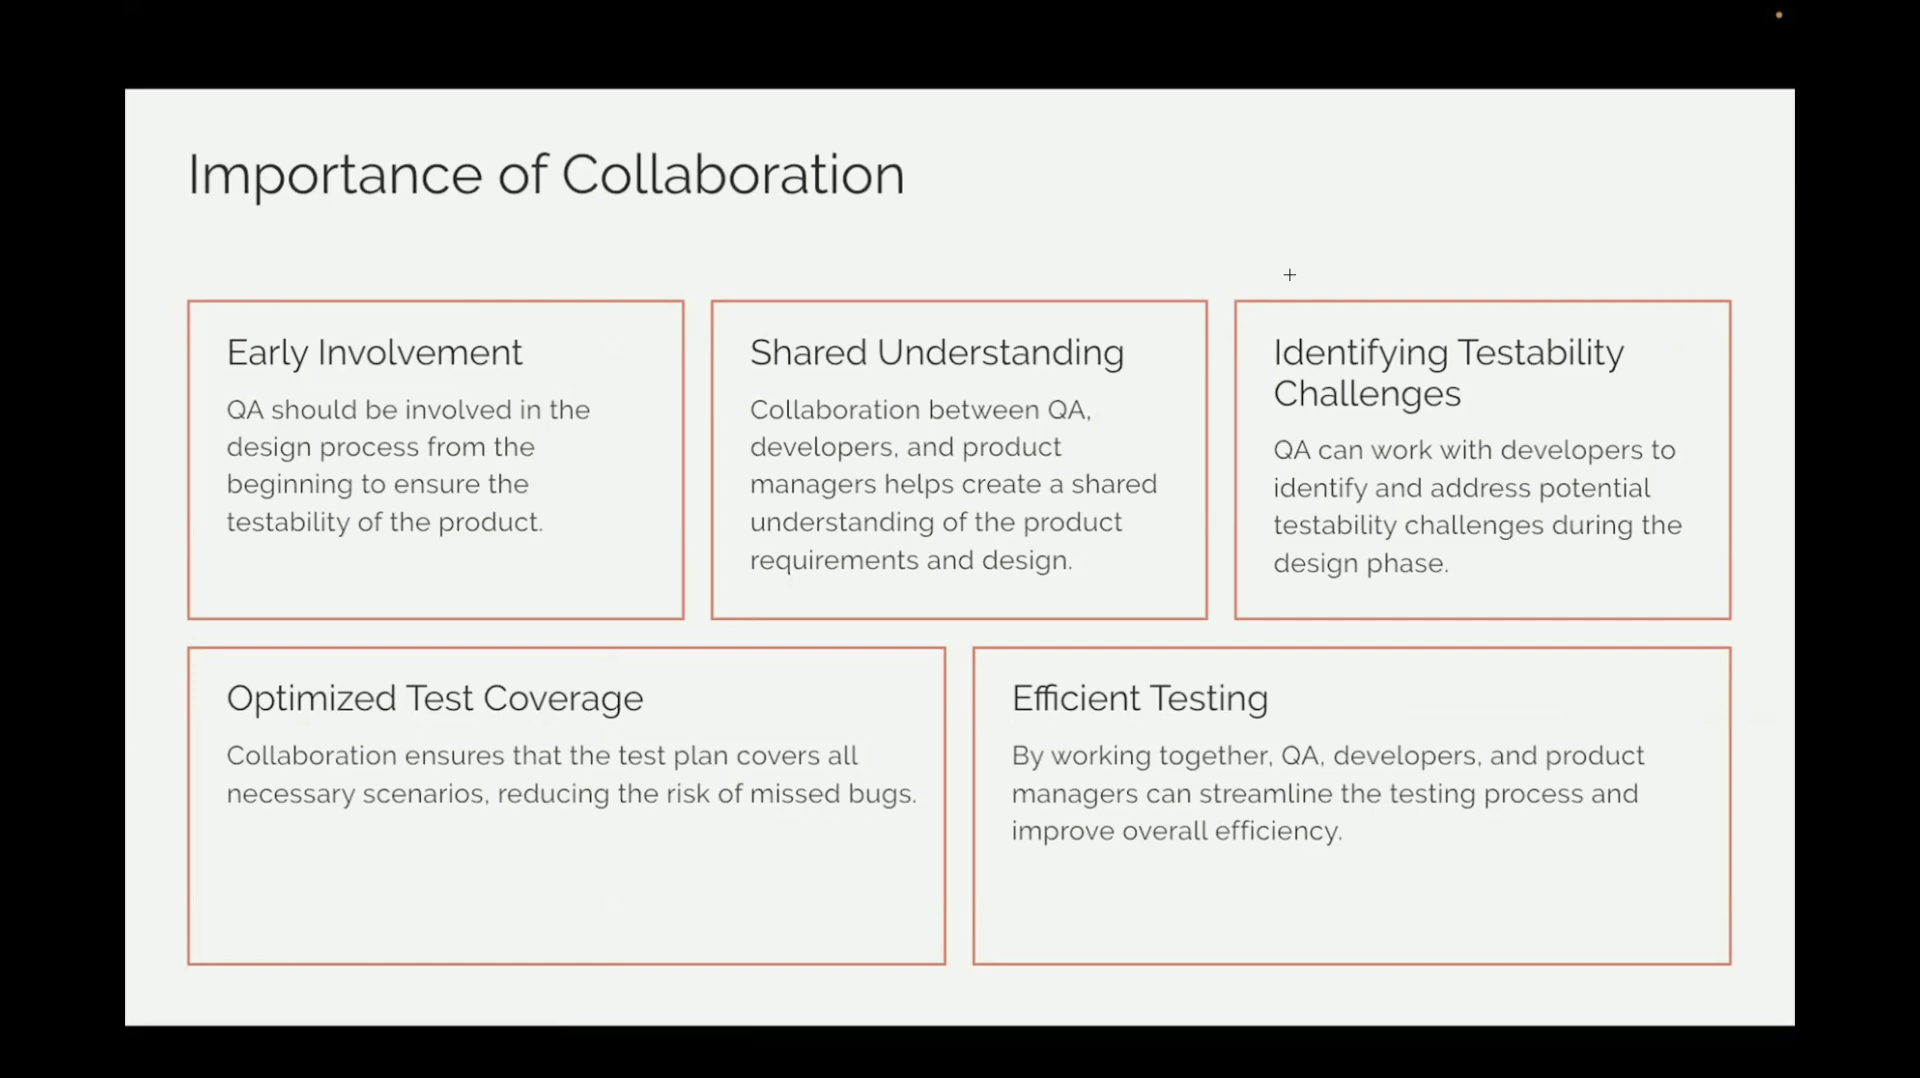 Importance of Collaboration
Early Involvement
QA should be involved in the
design process from the
beginning to ensure the
testability of the product.
Shared Understanding
Collaboration between QA,
developers, and product
managers helps create a shared
understanding of the product
requirements and design.
Identifying Testability
Challenges
QA can work with developers to
identify and address potential
testability challenges during the
design phase.
Optimized Test Coverage
Collaboration ensures that the test plan covers all
necessary scenarios, reducing the risk of missed bugs.
Efficient Testing
By working together, QA, developers, and product
managers can streamline the testing process and
improve overall efficiency.